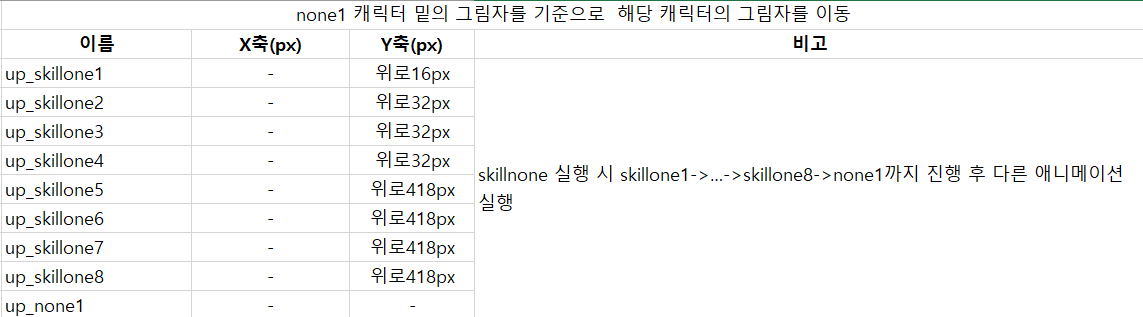 none1 캐릭터 밑의 그림자를 기준으로 해당 캐릭터의 그림자를 이동
이름 X축(px) Y축(px) 비고
up_skillone1 - 위로16px
up_skillone2 - 위로32px
up_skillone3 - 위로32px
up_skillone4 - 위로32px
skillnone 실행 시 skillone1->...->skillone8->none1까지 진행 후 다른 애니메이션
실행
up_skillone5 - 위로418px
up_skillone6 - 위로418px
up_skillone7 - 위로418px
up_skillone8 - 위로418px
up_none1 - -